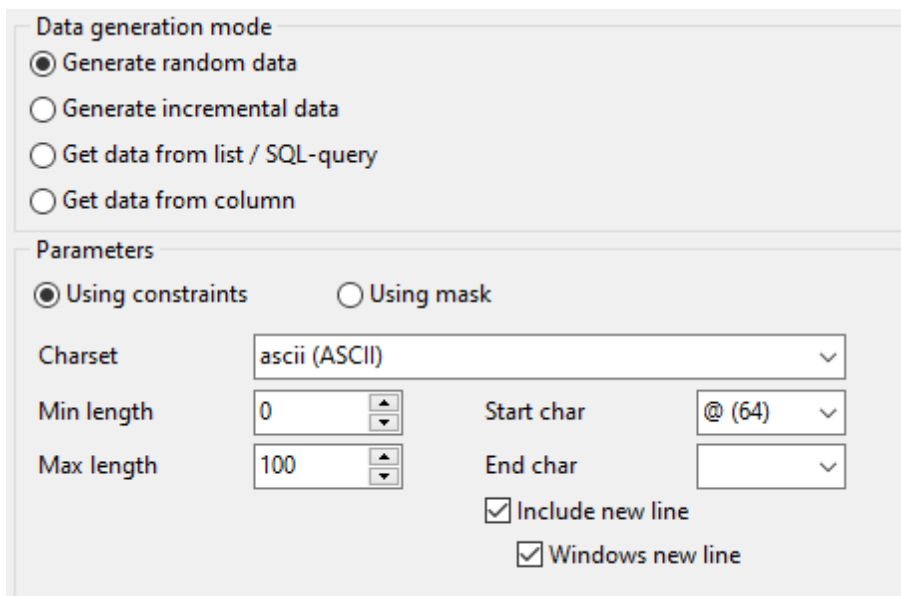 Data generation mode
Generate random data
Generate incremental data
Get data from list / SQL-query
Get data from column
Parameters
Using constraints Using mask
Charset ascii (ASCII)
Min length 0 Start char @ (64)
Max length 100 End char
Include new line
Windows new line